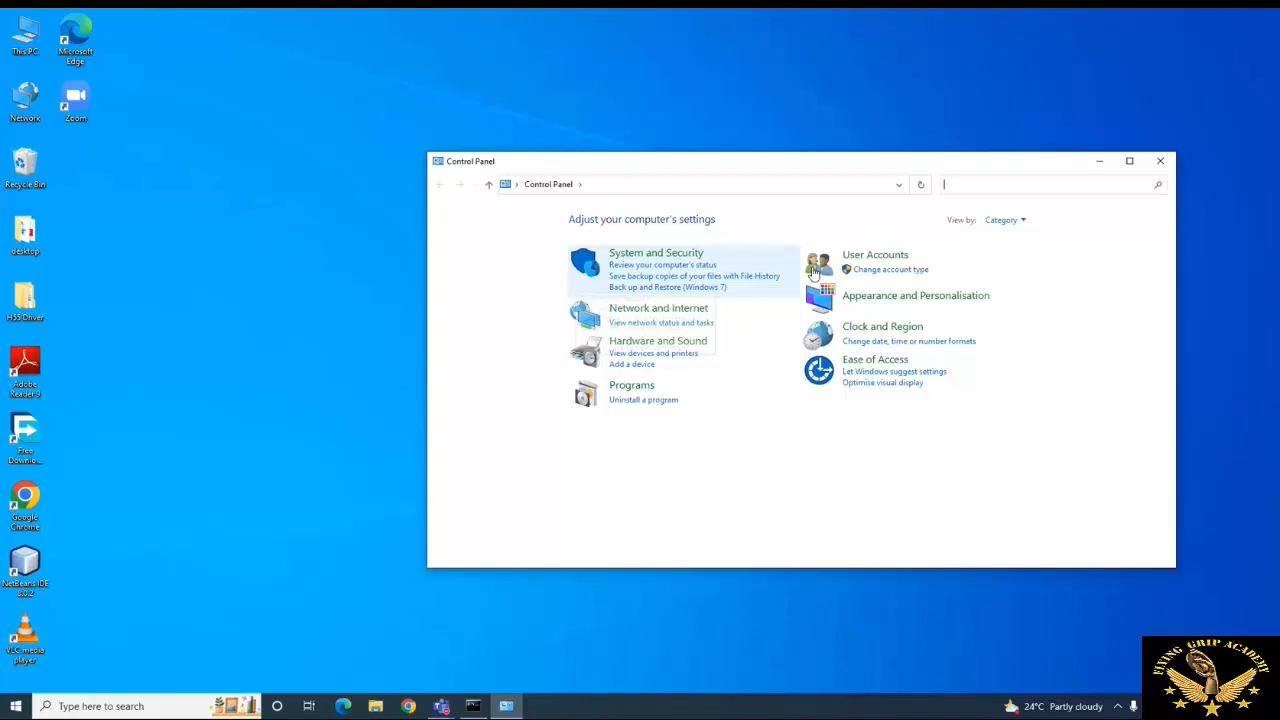 This PC
Microsoft
Edge
Network
Zoom
Recycle Bin
desktop
H55 Driver
Adobe
Reader 9
Free
Downlo...
Google
Chrome
NetBeans IDE
8.0.2
VLC media
player
Control Panel
Control Panel
Adjust your computer's settings
View by: Category
System and Security
Review your computer's status
Save backup copies of your files with File History
Back up and Restore (Windows 7)
Network and Internet
View network status and tasks
Hardware and Sound
View devices and printers
Add a device
Programs
Uninstall a program
User Accounts
Change account type
Appearance and Personalisation
Clock and Region
Change date, time or number formats
Ease of Access
Let Windows suggest settings
Optimise visual display
FLYING GRIP ACADEMY
Type here to search
24°C Partly cloudy